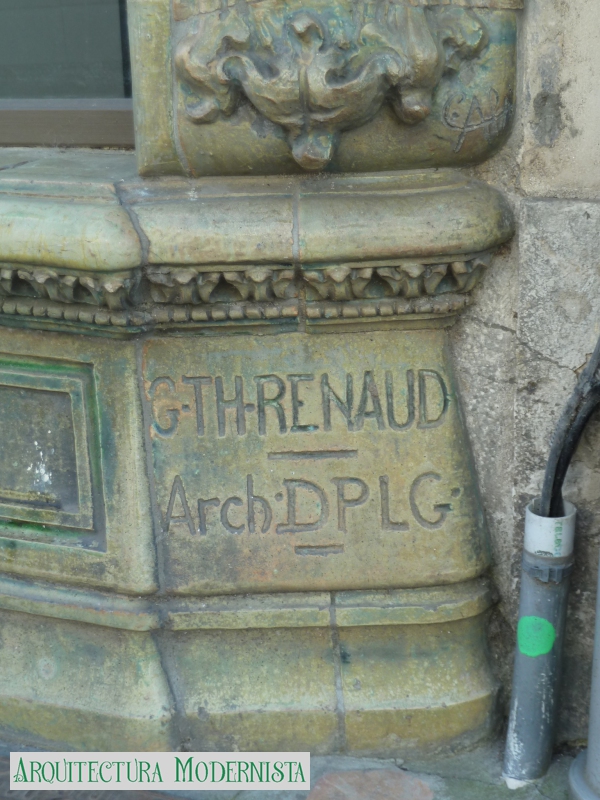 G·TH·RENAUD
Arch·DPLG·
ARQUITECTURA MODERNISTA